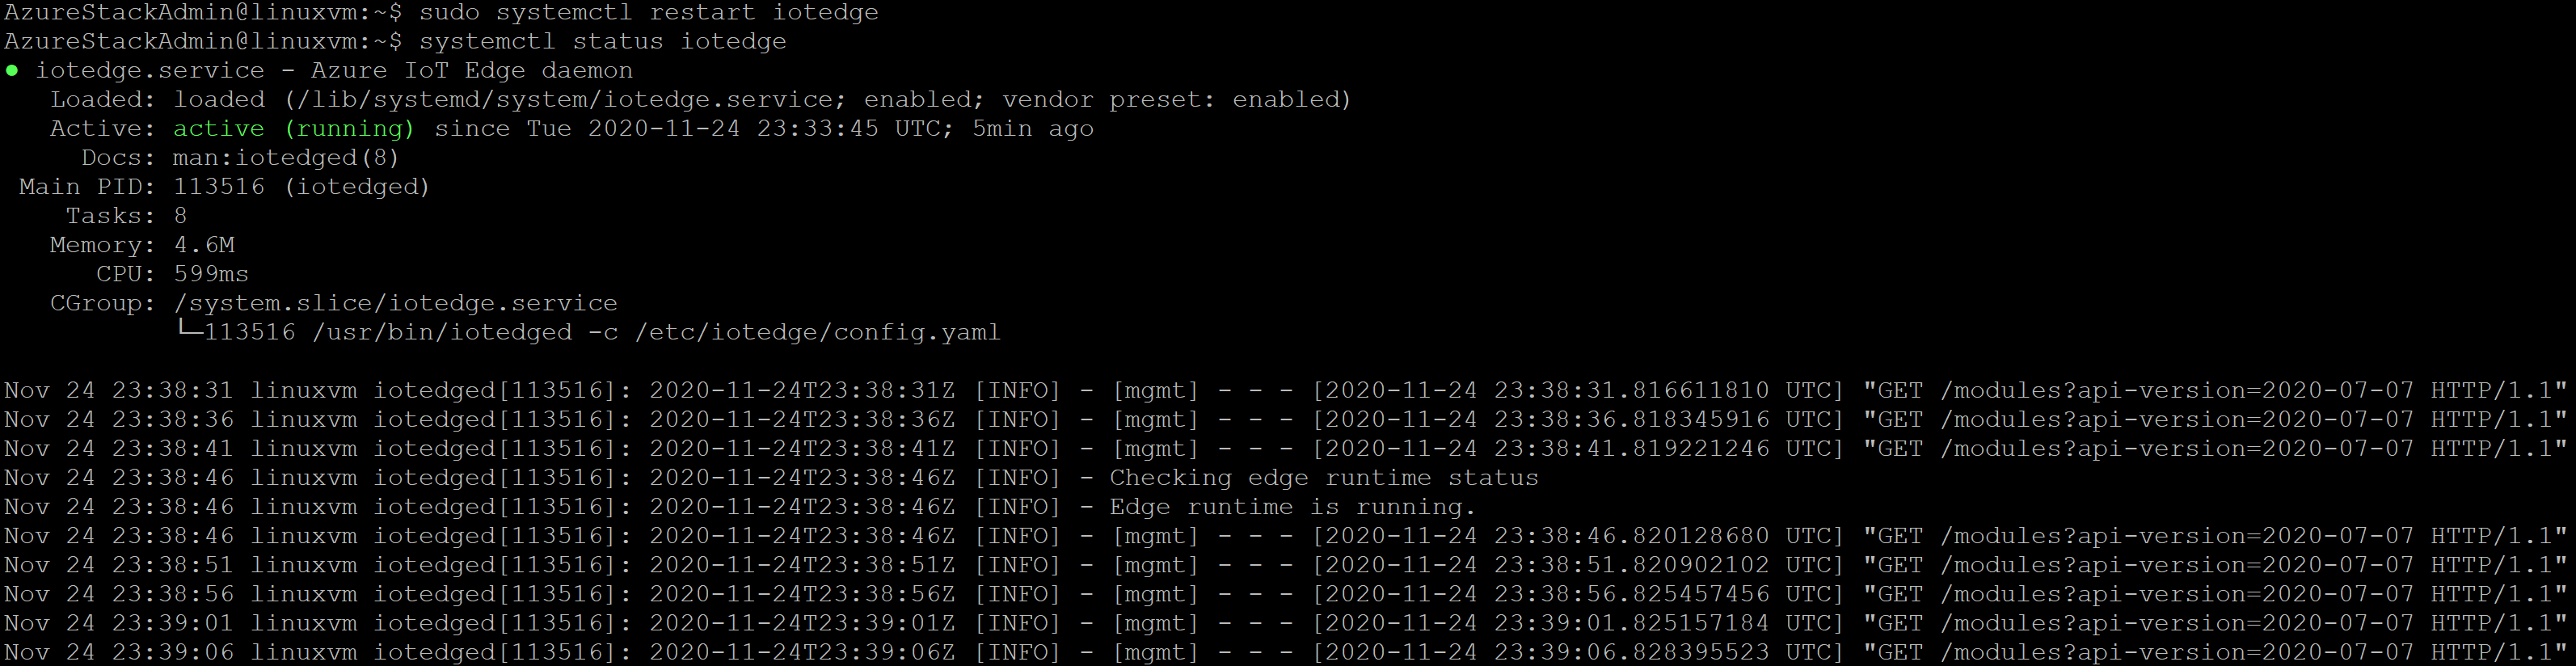 AzureStackAdmin@linuxvm:~$ sudo systemctl restart iotedge
AzureStackAdmin@linuxvm:~$ systemctl status iotedge
● iotedge.service - Azure IoT Edge daemon
   Loaded: loaded (/lib/systemd/system/iotedge.service; enabled; vendor preset: enabled)
   Active: active (running) since Tue 2020-11-24 23:33:45 UTC; 5min ago
     Docs: man:iotedged(8)
 Main PID: 113516 (iotedged)
    Tasks: 8
   Memory: 4.6M
      CPU: 599ms
   CGroup: /system.slice/iotedge.service
           └─113516 /usr/bin/iotedged -c /etc/iotedge/config.yaml

Nov 24 23:38:31 linuxvm iotedged[113516]: 2020-11-24T23:38:31Z [INFO] - [mgmt] - - - [2020-11-24 23:38:31.816611810 UTC] "GET /modules?api-version=2020-07-07 HTTP/1.1"
Nov 24 23:38:36 linuxvm iotedged[113516]: 2020-11-24T23:38:36Z [INFO] - [mgmt] - - - [2020-11-24 23:38:36.818345916 UTC] "GET /modules?api-version=2020-07-07 HTTP/1.1"
Nov 24 23:38:41 linuxvm iotedged[113516]: 2020-11-24T23:38:41Z [INFO] - [mgmt] - - - [2020-11-24 23:38:41.819221246 UTC] "GET /modules?api-version=2020-07-07 HTTP/1.1"
Nov 24 23:38:46 linuxvm iotedged[113516]: 2020-11-24T23:38:46Z [INFO] - Checking edge runtime status
Nov 24 23:38:46 linuxvm iotedged[113516]: 2020-11-24T23:38:46Z [INFO] - Edge runtime is running.
Nov 24 23:38:46 linuxvm iotedged[113516]: 2020-11-24T23:38:46Z [INFO] - [mgmt] - - - [2020-11-24 23:38:46.820128680 UTC] "GET /modules?api-version=2020-07-07 HTTP/1.1"
Nov 24 23:38:51 linuxvm iotedged[113516]: 2020-11-24T23:38:51Z [INFO] - [mgmt] - - - [2020-11-24 23:38:51.820902102 UTC] "GET /modules?api-version=2020-07-07 HTTP/1.1"
Nov 24 23:38:56 linuxvm iotedged[113516]: 2020-11-24T23:38:56Z [INFO] - [mgmt] - - - [2020-11-24 23:38:56.825457456 UTC] "GET /modules?api-version=2020-07-07 HTTP/1.1"
Nov 24 23:39:01 linuxvm iotedged[113516]: 2020-11-24T23:39:01Z [INFO] - [mgmt] - - - [2020-11-24 23:39:01.825157184 UTC] "GET /modules?api-version=2020-07-07 HTTP/1.1"
Nov 24 23:39:06 linuxvm iotedged[113516]: 2020-11-24T23:39:06Z [INFO] - [mgmt] - - - [2020-11-24 23:39:06.828395523 UTC] "GET /modules?api-version=2020-07-07 HTTP/1.1"